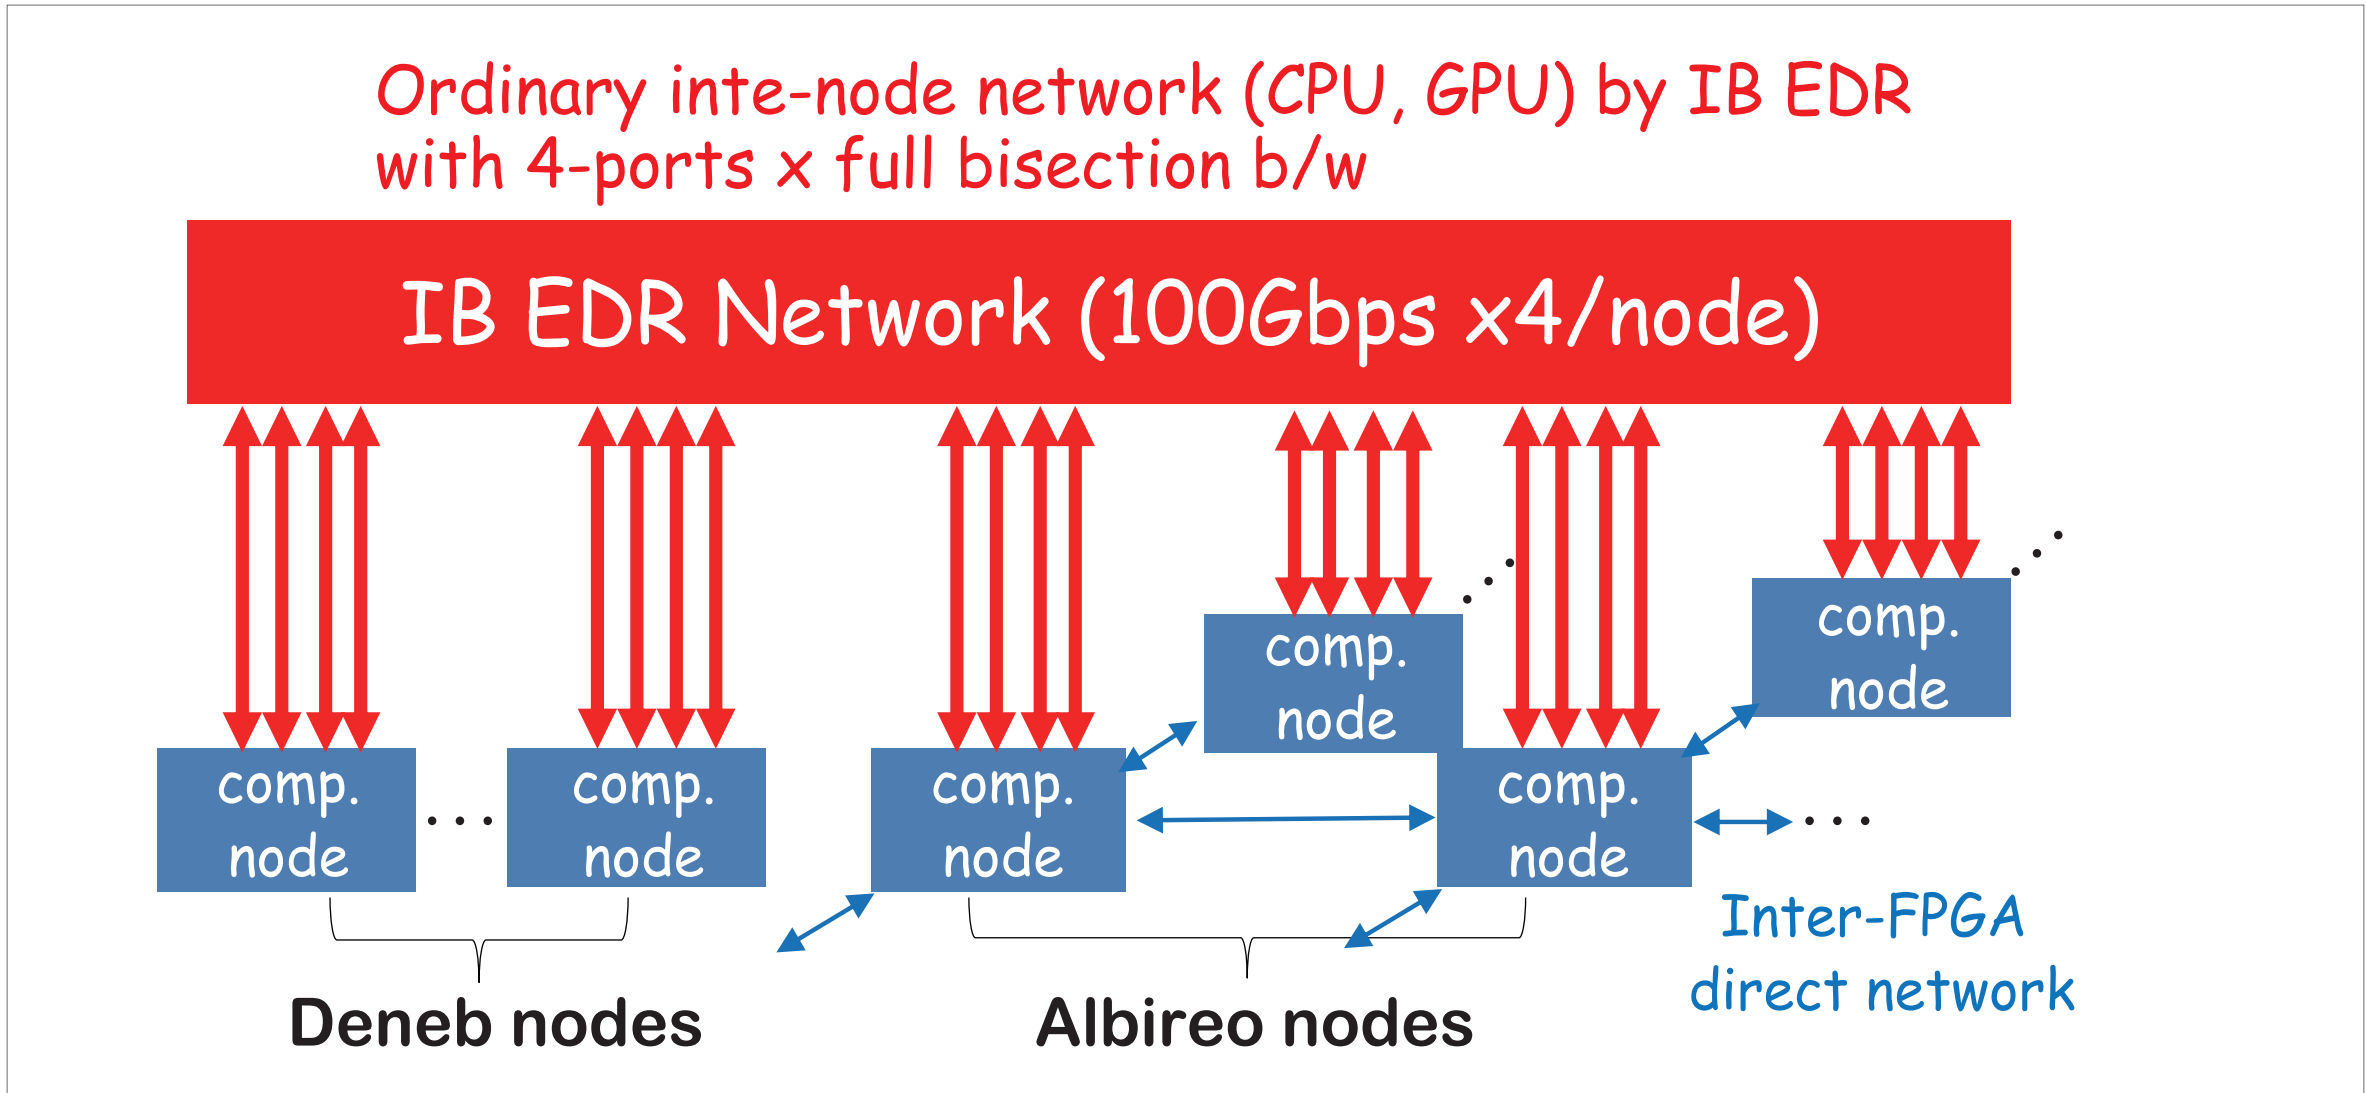 Ordinary inte-node network (CPU, GPU) by IB EDR
with 4-ports x full bisection b/w
IB EDR Network (100Gbps x4/node)
comp.
node
comp.
node
comp.
node
comp.
node
comp.
node
comp.
node
Inter-FPGA
direct network
Deneb nodes
Albireo nodes